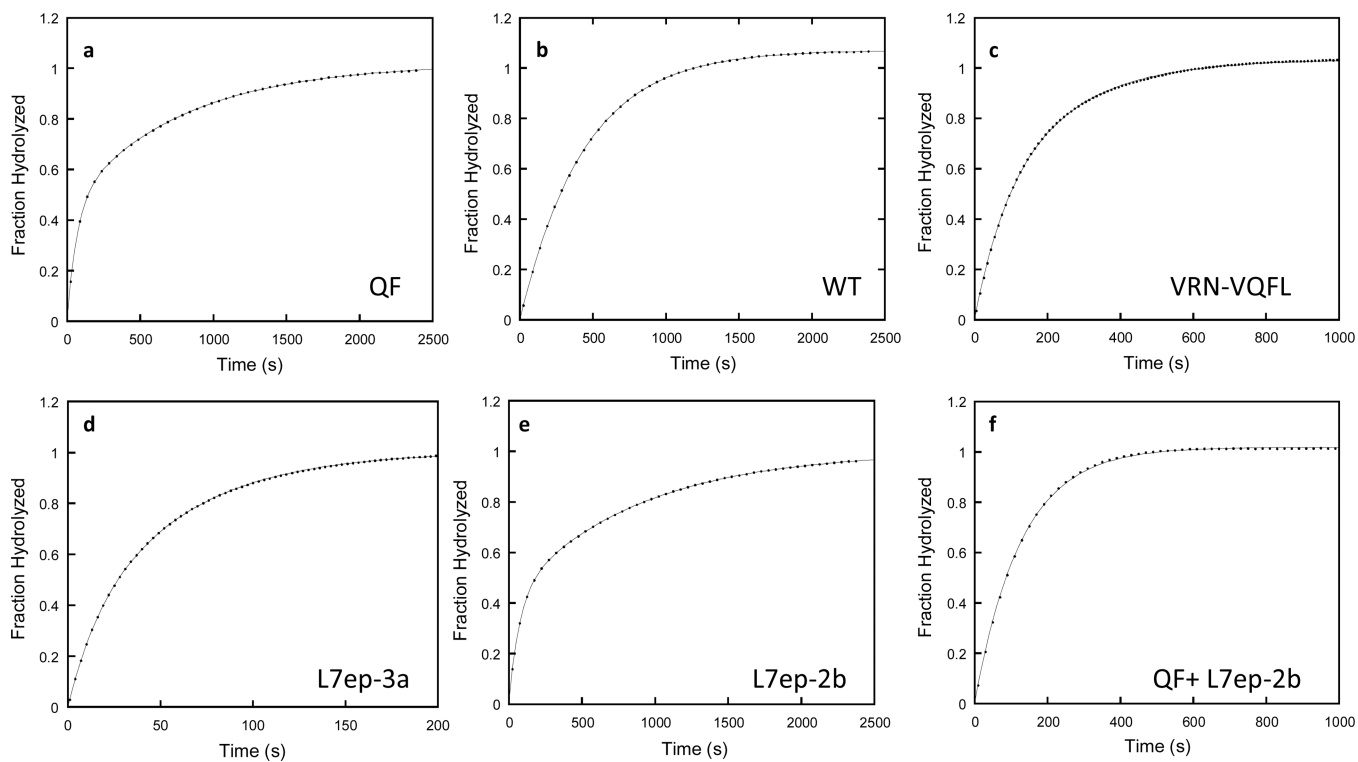 a
1.2
1
0.8
0.6
0.4
0.2
0
Fraction Hydrolyzed
QF
0 500 1000 1500 2000 2500
Time (s)
b
1.2
1
0.8
0.6
0.4
0.2
0
Fraction Hydrolyzed
WT
0 500 1000 1500 2000 2500
Time (s)
c
1.2
1
0.8
0.6
0.4
0.2
0
Fraction Hydrolyzed
VRN-VQFL
0 200 400 600 800 1000
Time (s)
d
1.2
1
0.8
0.6
0.4
0.2
0
Fraction Hydrolyzed
L7ep-3a
0 50 100 150 200
Time (s)
e
1.2
1
0.8
0.6
0.4
0.2
0
Fraction Hydrolyzed
L7ep-2b
0 500 1000 1500 2000 2500
Time (s)
f
1.2
1
0.8
0.6
0.4
0.2
0
Fraction Hydrolyzed
QF+ L7ep-2b
0 200 400 600 800 1000
Time (s)